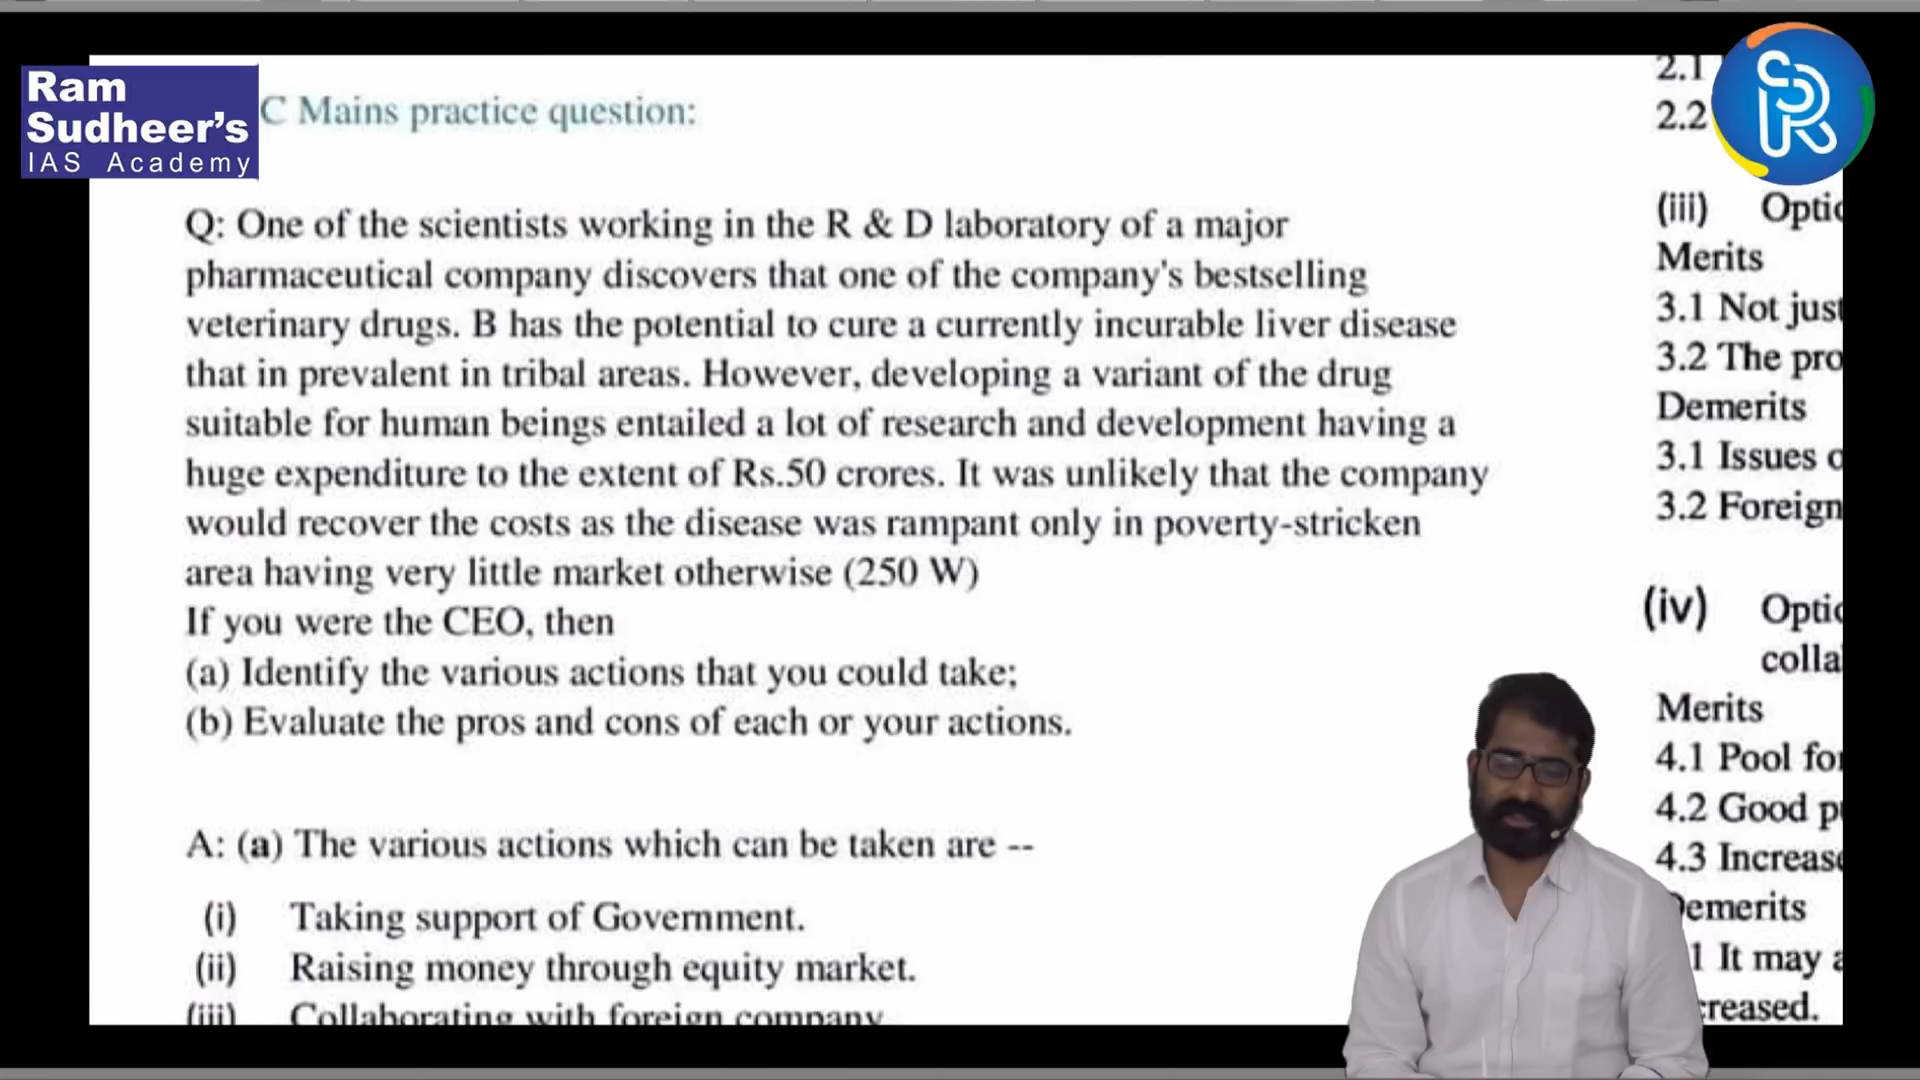 Ram
Sudheer's
IAS Academy
C Mains practice question:
Q: One of the scientists working in the R & D laboratory of a major
pharmaceutical company discovers that one of the company's bestselling
veterinary drugs. B has the potential to cure a currently incurable liver disease
that in prevalent in tribal areas. However, developing a variant of the drug
suitable for human beings entailed a lot of research and development having a
huge expenditure to the extent of Rs.50 crores. It was unlikely that the company
would recover the costs as the disease was rampant only in poverty-stricken
area having very little market otherwise (250 W)
If you were the CEO, then
(a) Identify the various actions that you could take;
(b) Evaluate the pros and cons of each or your actions.
A: (a) The various actions which can be taken are --
(i) Taking support of Government.
(ii) Raising money through equity market.
(iii) Collaborating with foreign company
2.1
2.2
(iii)
Merits
3.1 Not just
3.2 The
Demerits
3.1 Issues
3.2 Foreign
(iv)
Merits
4.1 Pool
4.2 Good
4.3
Demerits
It may